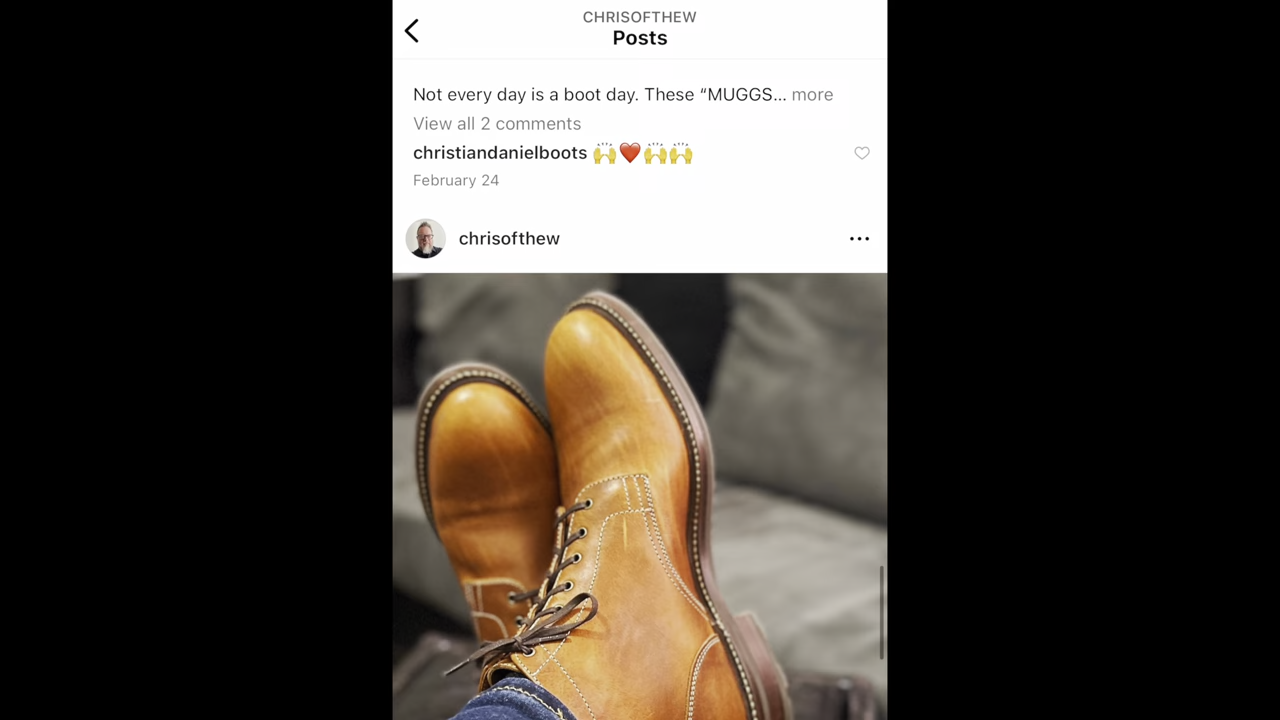 CHRISOFTHEW
Posts
Not every day is a boot day. These “MUGGS... more
View all 2 comments
christiandanielboots 🙌❤️🙌🙌
February 24
chrisofthew